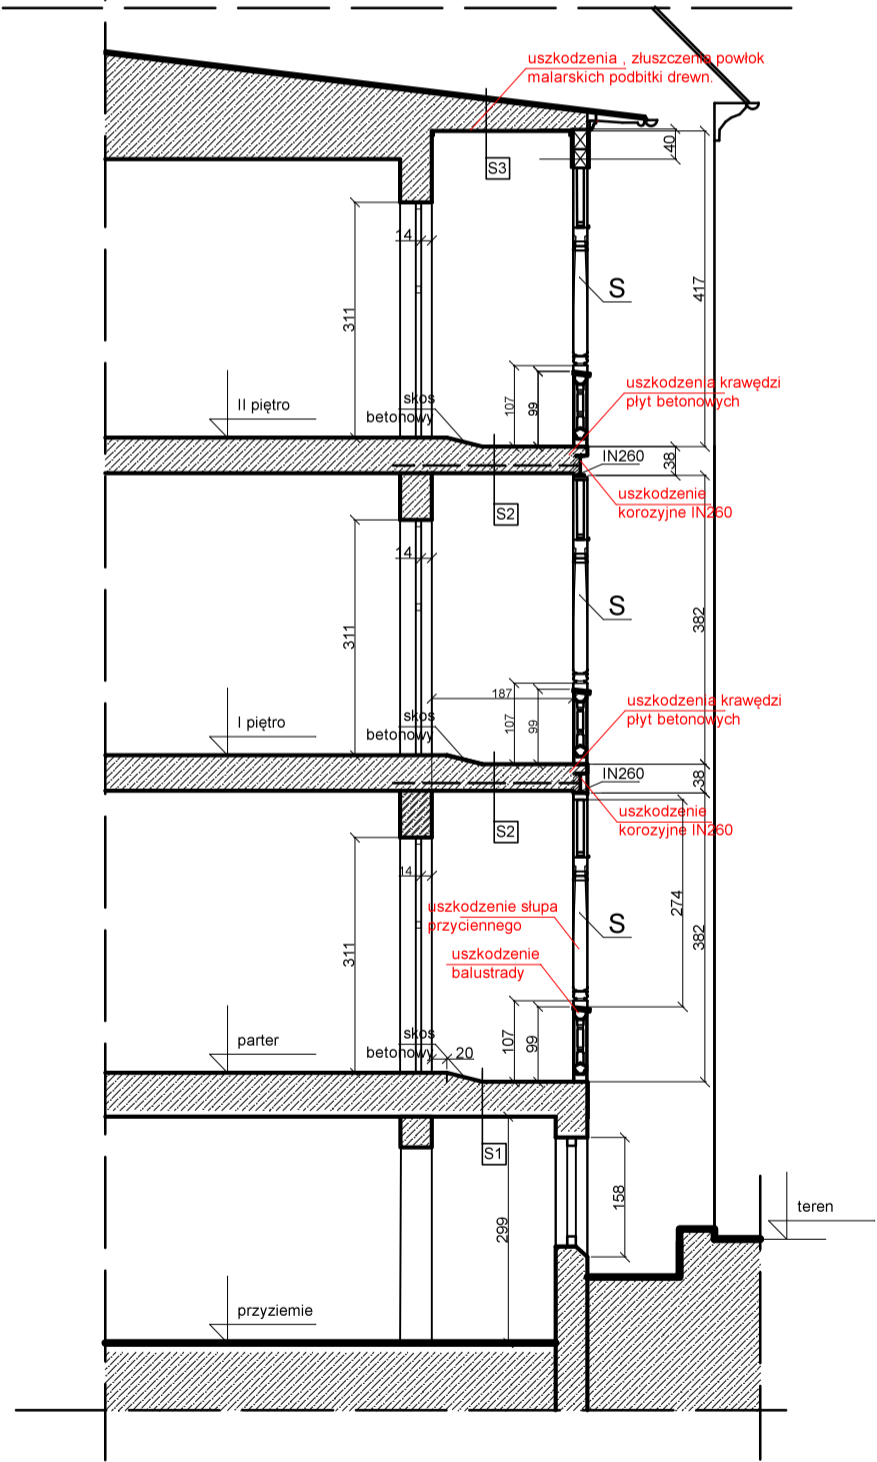 uszkodzenia , złuszczenia powłok
malarskich podbitki drewn.
40
S3
14
S
417
311
uszkodzenia krawędzi
płyt betonowych
107
99
skos
betonowy
II piętro
IN260
38
uszkodzenie
korozyjne IN260
S2
14
S
382
311
187
uszkodzenia krawędzi
płyt betonowych
107
99
skos
betonowy
I piętro
IN260
38
uszkodzenie
korozyjne IN260
S2
14
274
uszkodzenie słupa
przyciennego
S
382
311
uszkodzenie
balustrady
107
99
skos
betonowy
20
parter
S1
158
299
teren
przyziemie